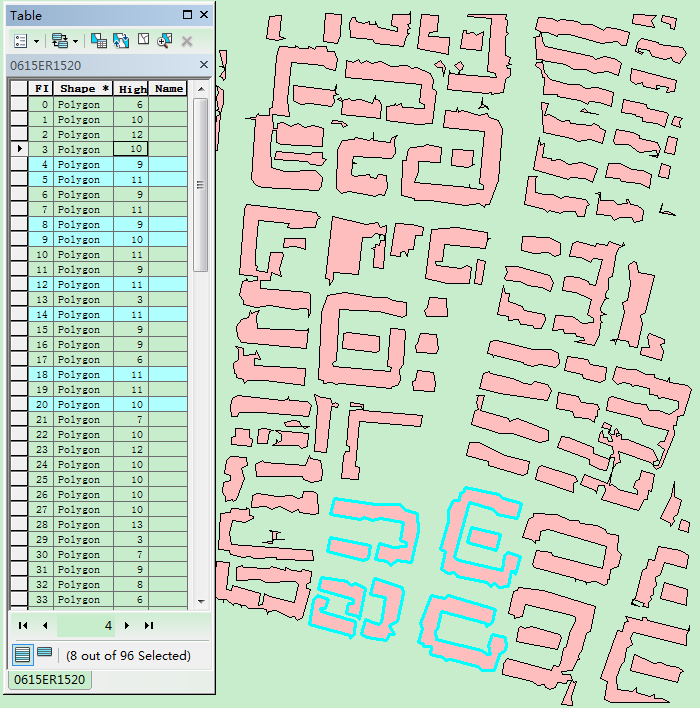 Table
0615ER1520
FI Shape * High Name
0 Polygon 6
1 Polygon 10
2 Polygon 12
3 Polygon 10
4 Polygon 9
5 Polygon 11
6 Polygon 9
7 Polygon 11
8 Polygon 9
9 Polygon 10
10 Polygon 11
11 Polygon 9
12 Polygon 11
13 Polygon 3
14 Polygon 11
15 Polygon 9
16 Polygon 9
17 Polygon 6
18 Polygon 11
19 Polygon 11
20 Polygon 10
21 Polygon 7
22 Polygon 10
23 Polygon 12
24 Polygon 10
25 Polygon 10
26 Polygon 10
27 Polygon 10
28 Polygon 13
29 Polygon 3
30 Polygon 7
31 Polygon 9
32 Polygon 8
33 Polygon 6
4
(8 out of 96 Selected)
0615ER1520